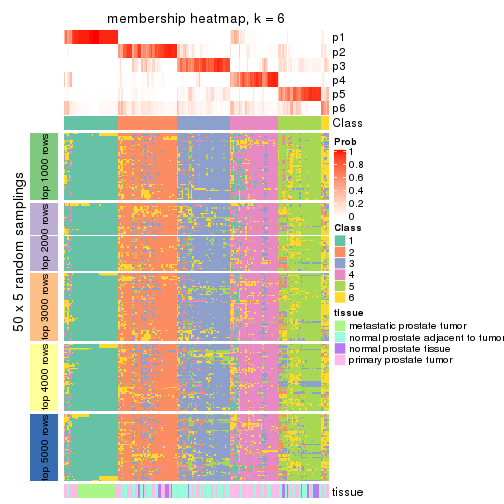 membership heatmap, k = 6
p1
p2
p3
p4
p5
p6
Class
50 x 5 random samplings
top 1000 rows
top 2000 rows
top 3000 rows
top 4000 rows
top 5000 rows
Prob
1
0.8
0.6
0.4
0.2
0
Class
1
2
3
4
5
6
tissue
metastatic prostate tumor
normal prostate adjacent to tumor
normal prostate tissue
primary prostate tumor
tissue